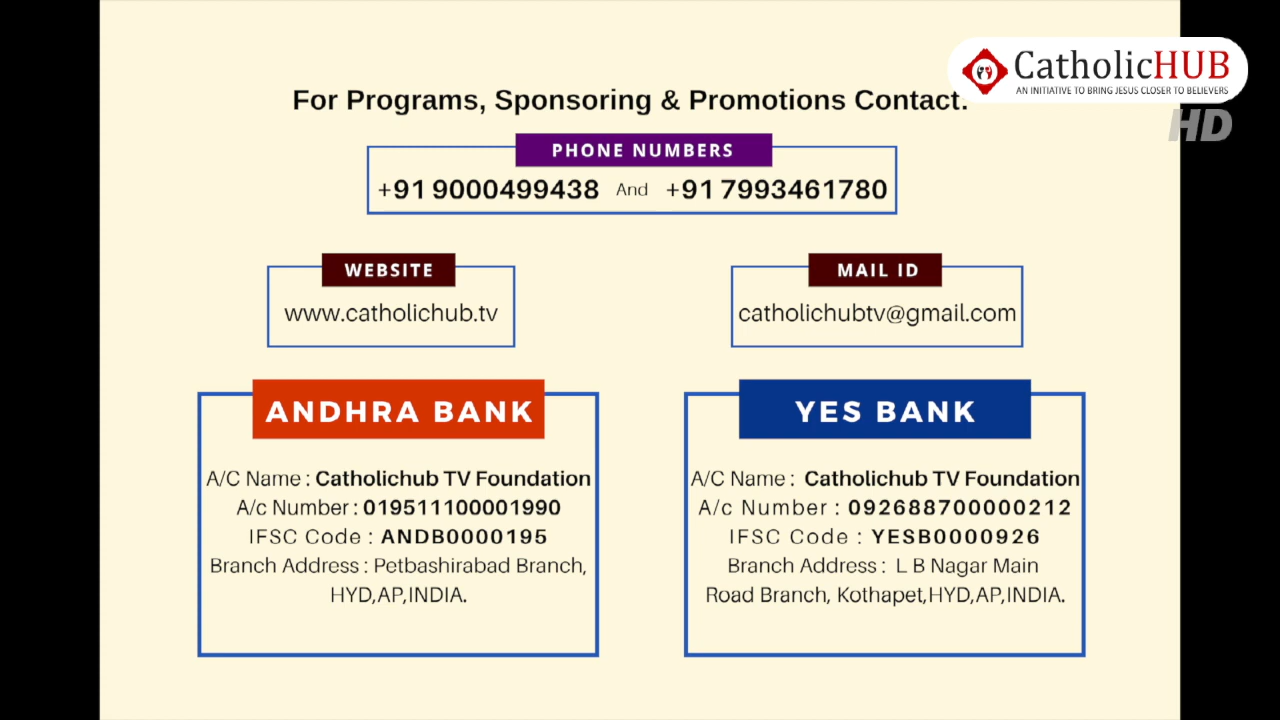 CatholicHUB
AN INITIATIVE TO BRING JESUS CLOSER TO BELIEVERS
HD
For Programs, Sponsoring & Promotions Contact:
PHONE NUMBERS
+91 9000499438 And +91 7993461780
WEBSITE
www.catholichub.tv
MAIL ID
catholichubtv@gmail.com
ANDHRA BANK
A/C Name : Catholichub TV Foundation
A/c Number : 019511100001990
IFSC Code : ANDB0000195
Branch Address : Petbashirabad Branch,
HYD,AP,INDIA.
YES BANK
A/C Name : Catholichub TV Foundation
A/c Number : 092688700000212
IFSC Code : YESB0000926
Branch Address : L B Nagar Main
Road Branch, Kothapet,HYD,AP,INDIA.